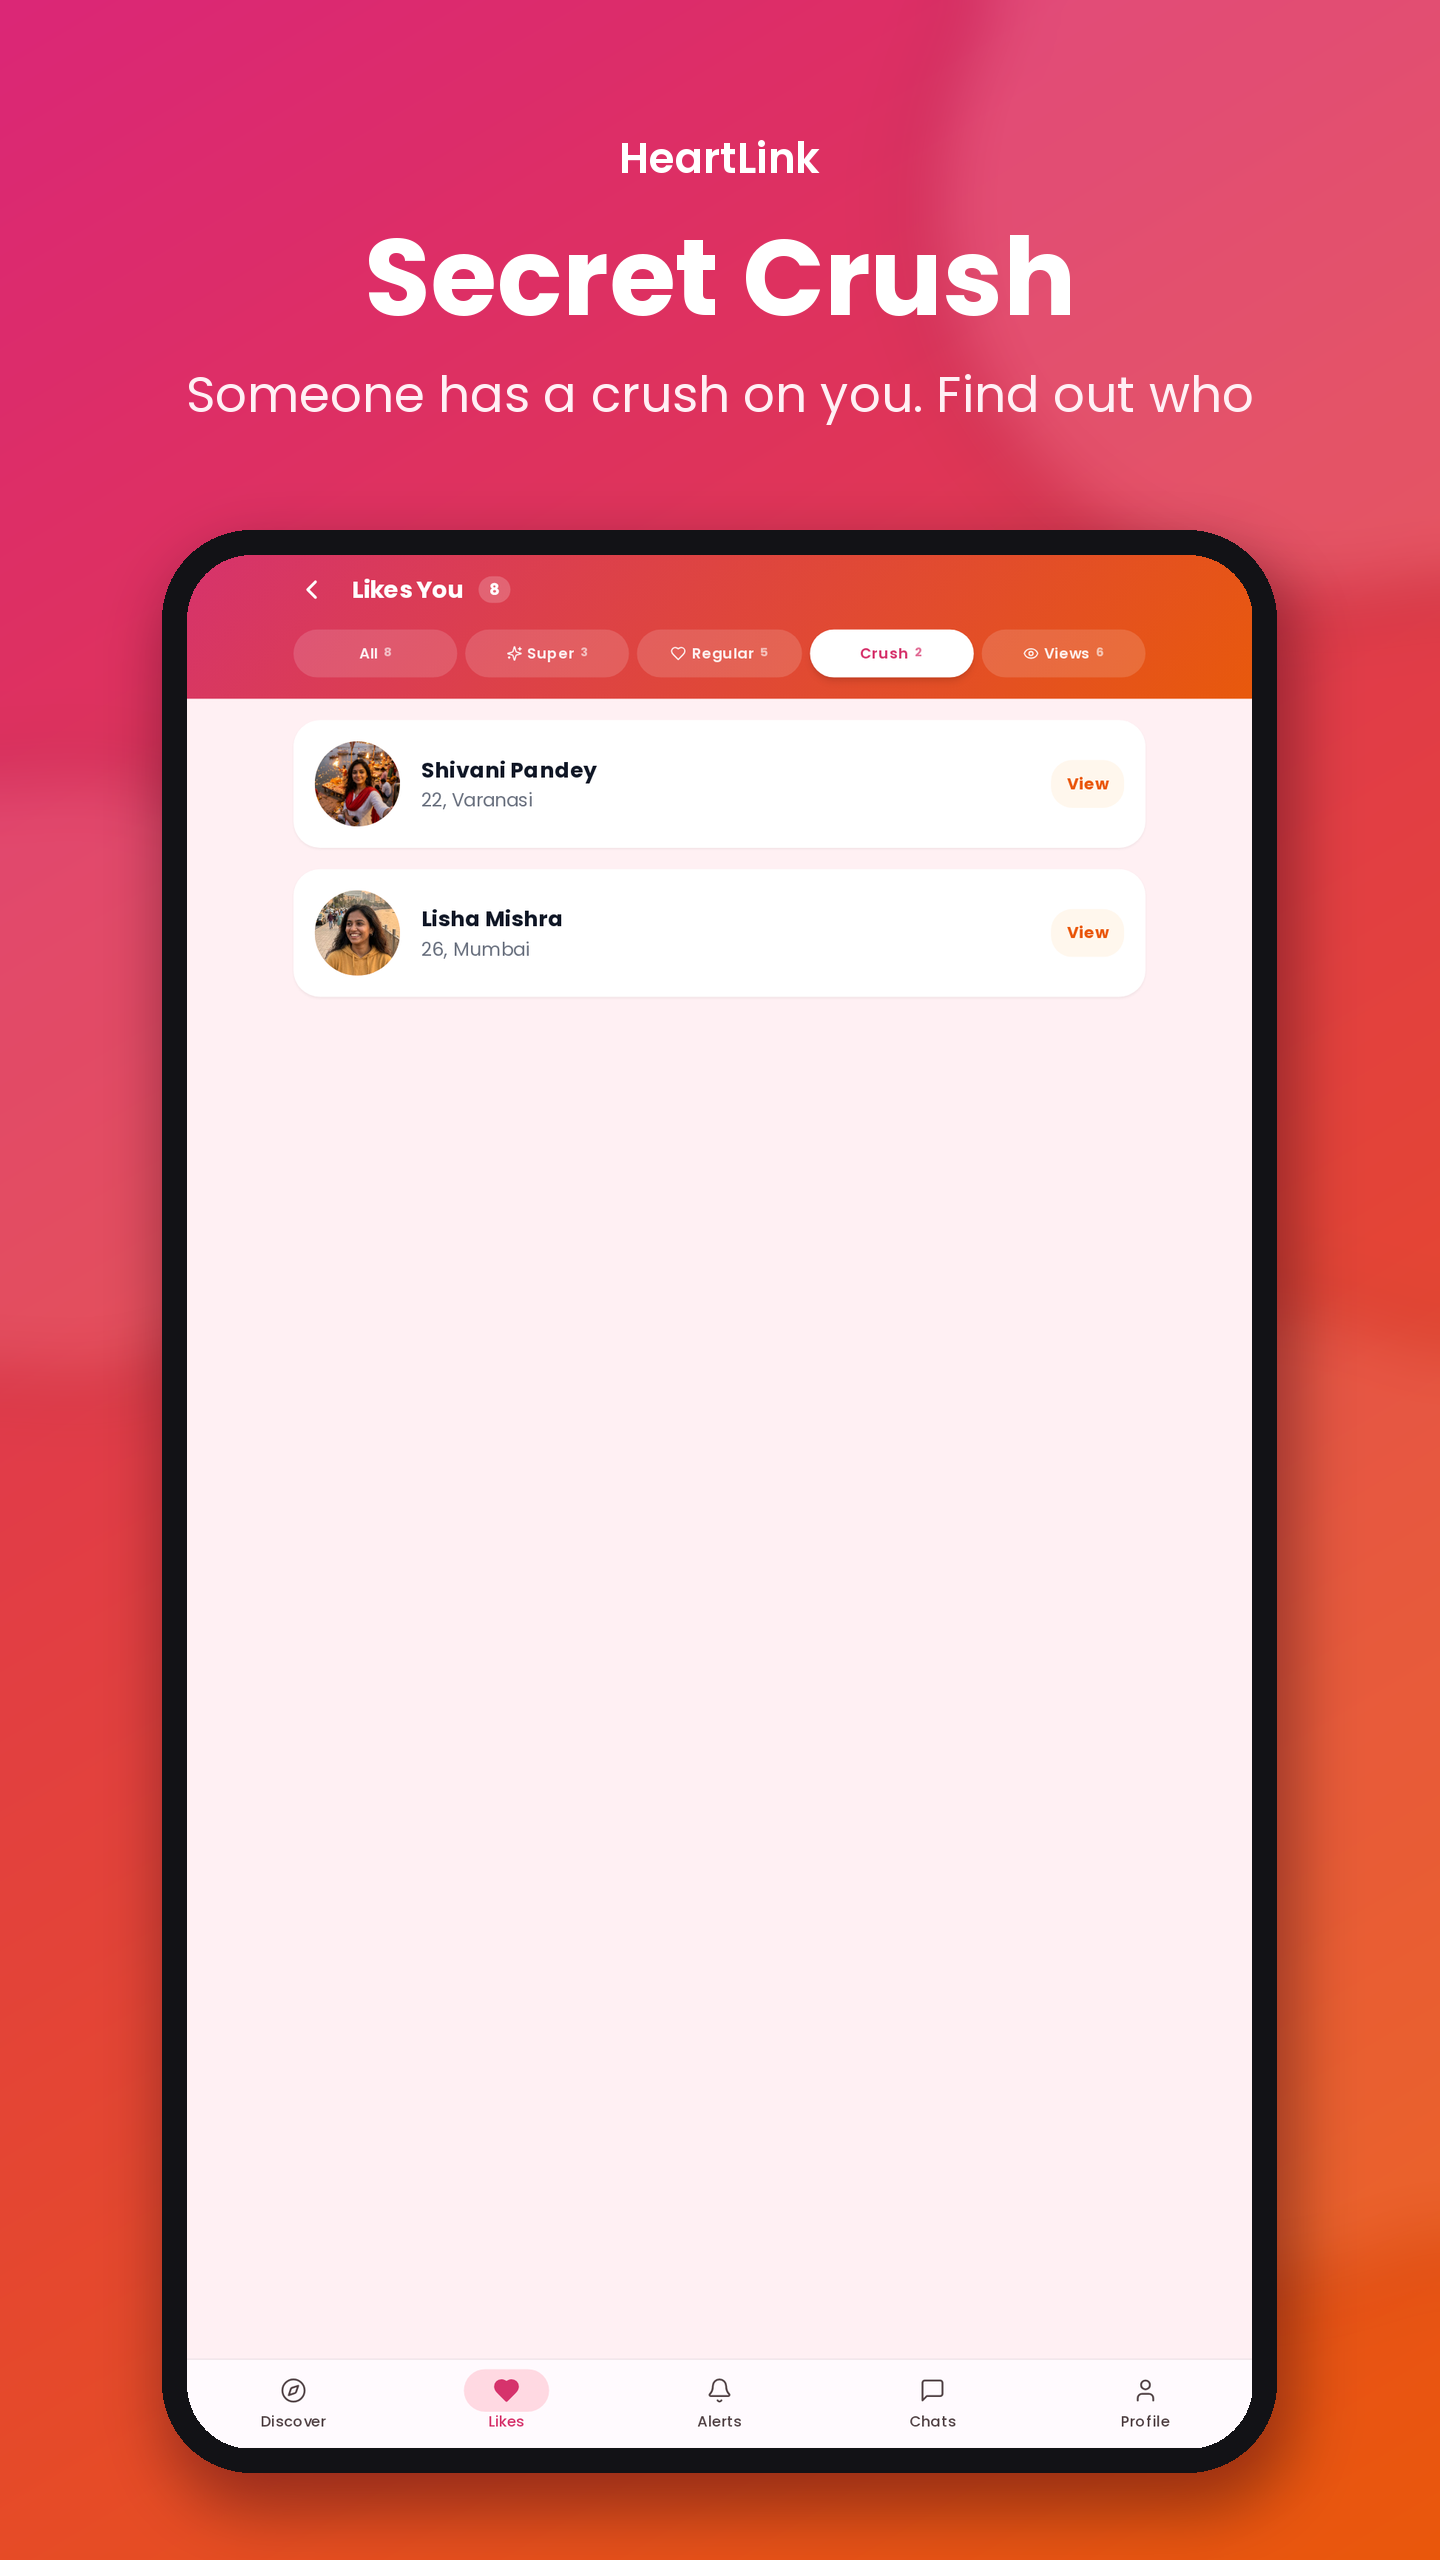 HeartLink
Secret Crush
Someone has a crush on you. Find out who
Likes You 8
All 8 Super 3 Regular 5 Crush 2 Views 6
Shivani Pandey
22, Varanasi
View
Lisha Mishra
26, Mumbai
View
Discover Likes Alerts Chats Profile